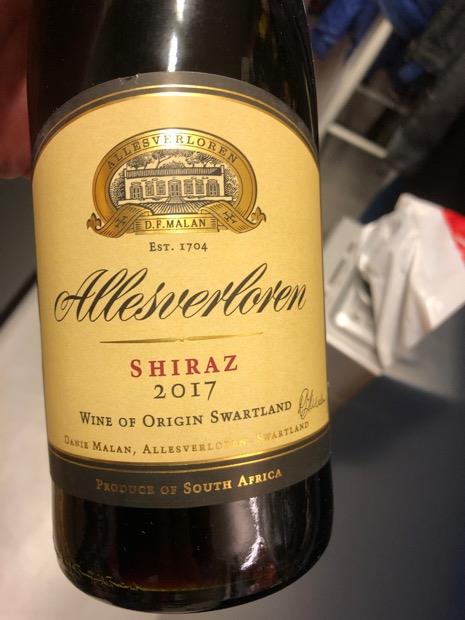 ALLESVERLOREN
D.F. MALAN
EST. 1704
Allesverloren
SHIRAZ
2017
WINE OF ORIGIN SWARTLAND
DANIE MALAN, ALLESVERLOREN, SWARTLAND
PRODUCE OF SOUTH AFRICA